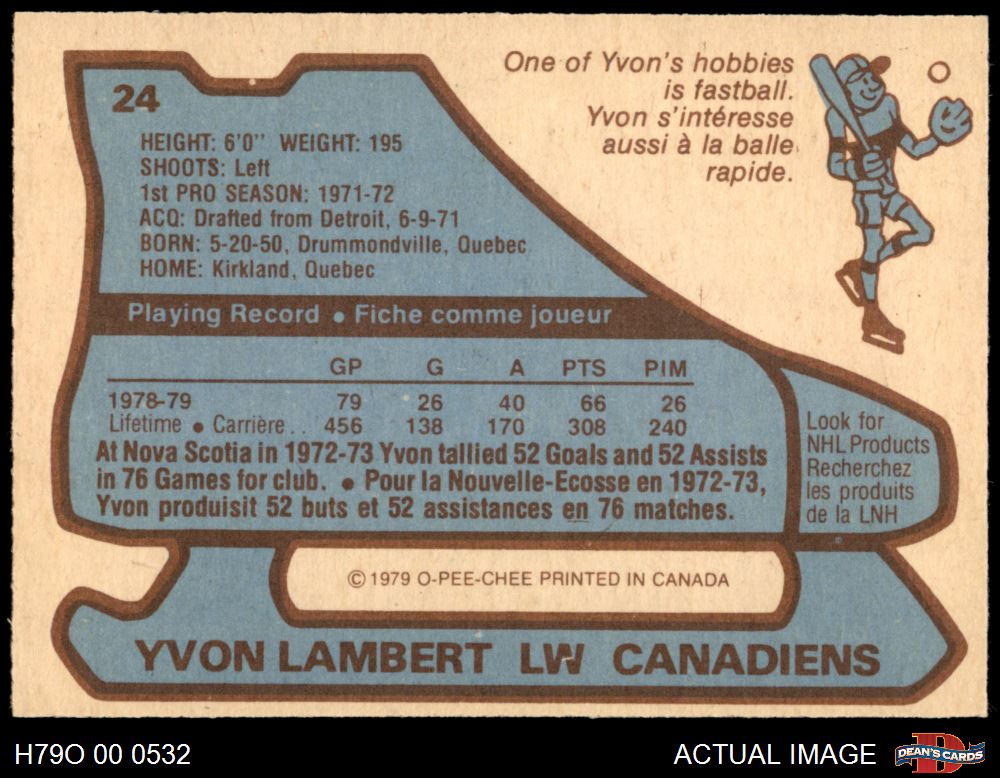 24
One of Yvon's hobbies
is fastball.
Yvon s'intéresse
aussi à la balle
rapide.
HEIGHT: 6'0" WEIGHT: 195
SHOOTS: Left
1st PRO SEASON: 1971-72
ACQ: Drafted from Detroit, 6-9-71
BORN: 5-20-50, Drummondville, Quebec
HOME: Kirkland, Quebec
Playing Record • Fiche comme joueur
GP G A PTS PIM
1978-79 79 26 40 66 26
Lifetime • Carrière.. 456 138 170 308 240
At Nova Scotia in 1972-73 Yvon tallied 52 Goals and 52 Assists
in 76 Games for club. • Pour la Nouvelle-Ecosse en 1972-73,
Yvon produisit 52 buts et 52 assistances en 76 matches.
Look for
NHL Products
Recherchez
les produits
de la LNH
© 1979 O-PEE-CHEE PRINTED IN CANADA
YVON LAMBERT LW CANADIENS
H79O 00 0532
ACTUAL IMAGE
DEAN'S CARDS